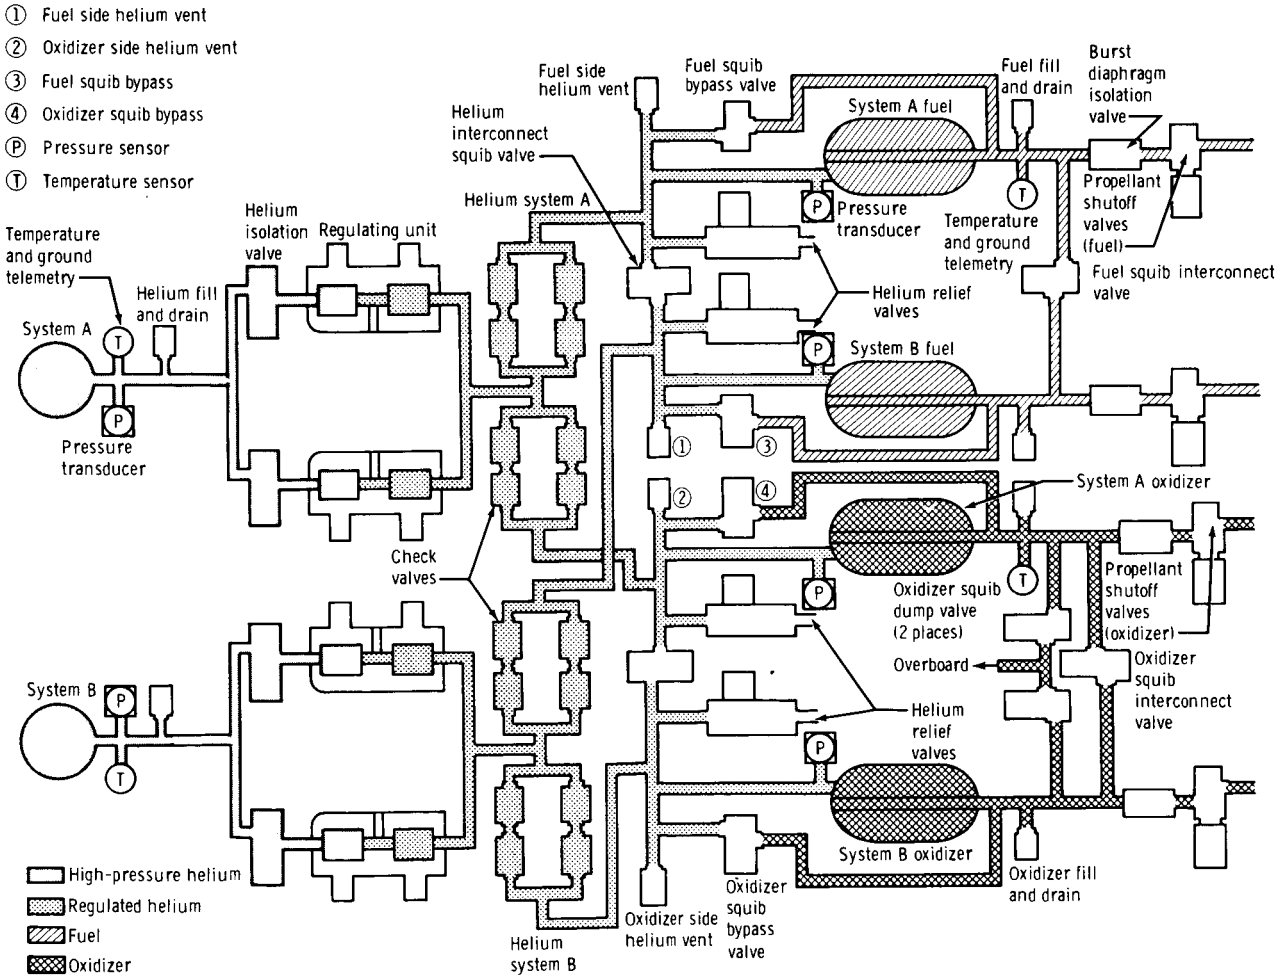 ① Fuel side helium vent
② Oxidizer side helium vent
③ Fuel squib bypass
④ Oxidizer squib bypass
Ⓟ Pressure sensor
Ⓣ Temperature sensor
Temperature
and ground
telemetry
System A
T
P
Pressure
transducer
Helium fill
and drain
Helium
isolation
valve
Regulating unit
Helium system A
Helium
interconnect
squib valve
Fuel side
helium vent
Fuel squib
bypass valve
System A fuel
P
Pressure
transducer
Fuel fill
and drain
T
Temperature
and ground
telemetry
Burst
diaphragm
isolation
valve
Propellant
shutoff
valves
(fuel)
Fuel squib interconnect
valve
Helium relief
valves
P
System B fuel
①
③
②
④
System A oxidizer
P
T
Check
valves
Oxidizer squib
dump valve
(2 places)
Overboard
Propellant
shutoff
valves
(oxidizer)
Oxidizer
squib
interconnect
valve
Helium
relief
valves
System B
P
T
P
System B oxidizer
Oxidizer fill
and drain
Oxidizer
squib
bypass
valve
Oxidizer side
helium vent
Helium
system B
High-pressure helium
Regulated helium
Fuel
Oxidizer